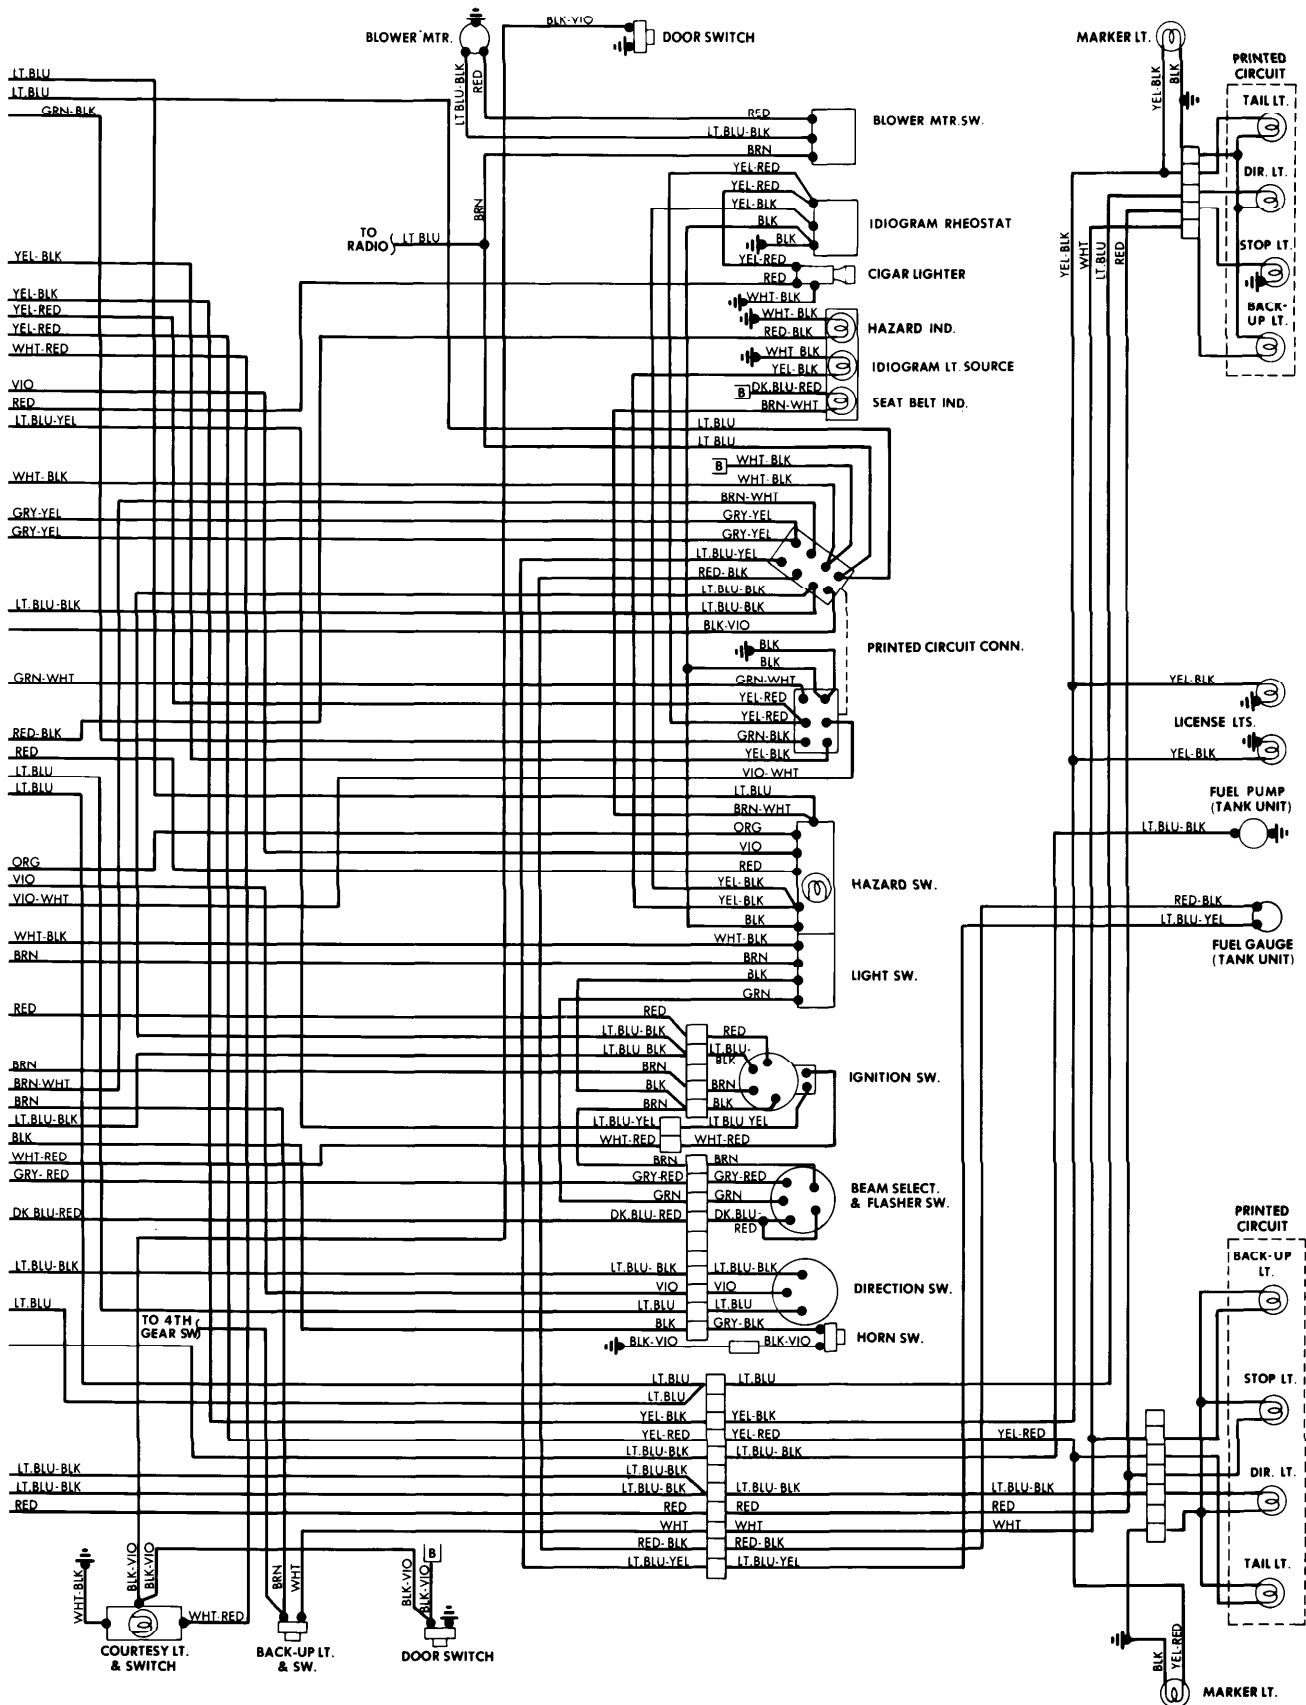 BLK-VIO
DOOR SWITCH
BLOWER MTR.
LT.BLU-BLK
RED
MARKER LT.
YEL-BLK
BLK
PRINTED
CIRCUIT
TAIL LT.
DIR. LT.
STOP LT.
BACK-
UP LT.
LT.BLU
LT.BLU
GRN-BLK
RED
LT.BLU-BLK
BRN
BLOWER MTR.SW.
YEL-RED
YEL-RED
YEL-BLK
BLK
BLK
IDIOGRAM RHEOSTAT
BRN
TO
RADIO
LT BLU
YEL-RED
RED
WHT-BLK
CIGAR LIGHTER
YEL-BLK
WHT
LT.BLU
RED
YEL-BLK
YEL-BLK
YEL-RED
YEL-RED
WHT-RED
VIO
RED
LT.BLU-YEL
WHT-BLK
RED-BLK
HAZARD IND.
WHT BLK
YEL-BLK
IDIOGRAM LT. SOURCE
B
DK.BLU-RED
BRN-WHT
SEAT BELT IND.
LT.BLU
LT BLU
B
WHT-BLK
WHT-BLK
BRN-WHT
GRY-YEL
GRY-YEL
LT.BLU-YEL
RED-BLK
LT.BLU-BLK
LT.BLU-BLK
BLK-VIO
WHT-BLK
GRY-YEL
GRY-YEL
LT.BLU-BLK
PRINTED CIRCUIT CONN.
BLK
BLK
GRN-WHT
YEL-RED
YEL-RED
GRN-BLK
YEL-BLK
VIO-WHT
GRN-WHT
RED-BLK
RED
LT.BLU
LT.BLU
YEL-BLK
LICENSE LTS.
YEL-BLK
FUEL PUMP
(TANK UNIT)
LT.BLU-BLK
LT.BLU
BRN-WHT
ORG
VIO
RED
YEL-BLK
YEL-BLK
BLK
HAZARD SW.
ORG
VIO
VIO-WHT
WHT-BLK
BRN
WHT-BLK
BRN
BLK
GRN
LIGHT SW.
RED-BLK
LT.BLU-YEL
FUEL GAUGE
(TANK UNIT)
RED
BRN
BRN-WHT
BRN
LT.BLU-BLK
BLK
WHT-RED
GRY-RED
DK.BLU-RED
LT.BLU-BLK
LT.BLU
RED
LT.BLU-BLK
LT.BLU BLK
BRN
BLK
BRN
LT.BLU-YEL
WHT-RED
RED
LT.BLU-
BLK
BRN
BLK
LT BLU YEL
WHT-RED
IGNITION SW.
BRN
GRY-RED
GRN
DK.BLU-RED
BRN
GRY-RED
GRN
DK.BLU-
RED
BEAM SELECT.
& FLASHER SW.
LT.BLU-BLK
VIO
LT.BLU
BLK
LT.BLU-BLK
VIO
LT.BLU
GRY-BLK
DIRECTION SW.
TO 4TH
GEAR SW
BLK-VIO
BLK-VIO
HORN SW.
LT.BLU
LT.BLU
YEL-BLK
YEL-RED
LT.BLU-BLK
LT.BLU-BLK
LT.BLU-BLK
RED
WHT
RED-BLK
LT.BLU-YEL
LT.BLU
YEL-BLK
YEL-RED
LT.BLU-BLK
LT.BLU-BLK
RED
WHT
RED-BLK
LT.BLU-YEL
YEL-RED
LT.BLU-BLK
RED
WHT
LT.BLU-BLK
LT.BLU-BLK
RED
PRINTED
CIRCUIT
BACK-UP
LT.
STOP LT.
DIR. LT.
TAIL LT.
WHT-BLK
BLK-VIO
BLK-VIO
WHT-RED
COURTESY LT.
& SWITCH
BRN
WHT
BACK-UP LT.
& SW.
BLK-VIO
BLK-VIO
B
DOOR SWITCH
BLK
YEL-RED
MARKER LT.